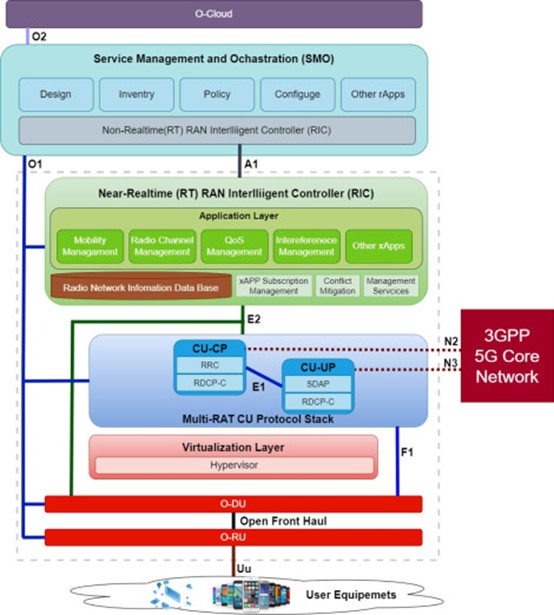 O-Cloud
O2
Service Management and Ochastration (SMO)
Design
Inventry
Policy
Configuge
Other rApps
Non-Realtime(RT) RAN Interlliigent Controller (RIC)
O1
A1
Near-Realtime (RT) RAN Interlliigent Controller (RIC)
Application Layer
Mobility
Managament
Radio Channel
Management
QoS
Management
Intereferenece
Management
Other xApps
Radio Network Infomation Data Base
xAPP Subscription
Management
Conflict
Mitigation
Management
Servcices
E2
CU-CP
RRC
RDCP-C
E1
CU-UP
SDAP
RDCP-C
N2
N3
3GPP
5G Core
Network
Multi-RAT CU Protocol Stack
Virtualization Layer
Hypervisor
F1
O-DU
Open Front Haul
O-RU
Uu
User Equipemets